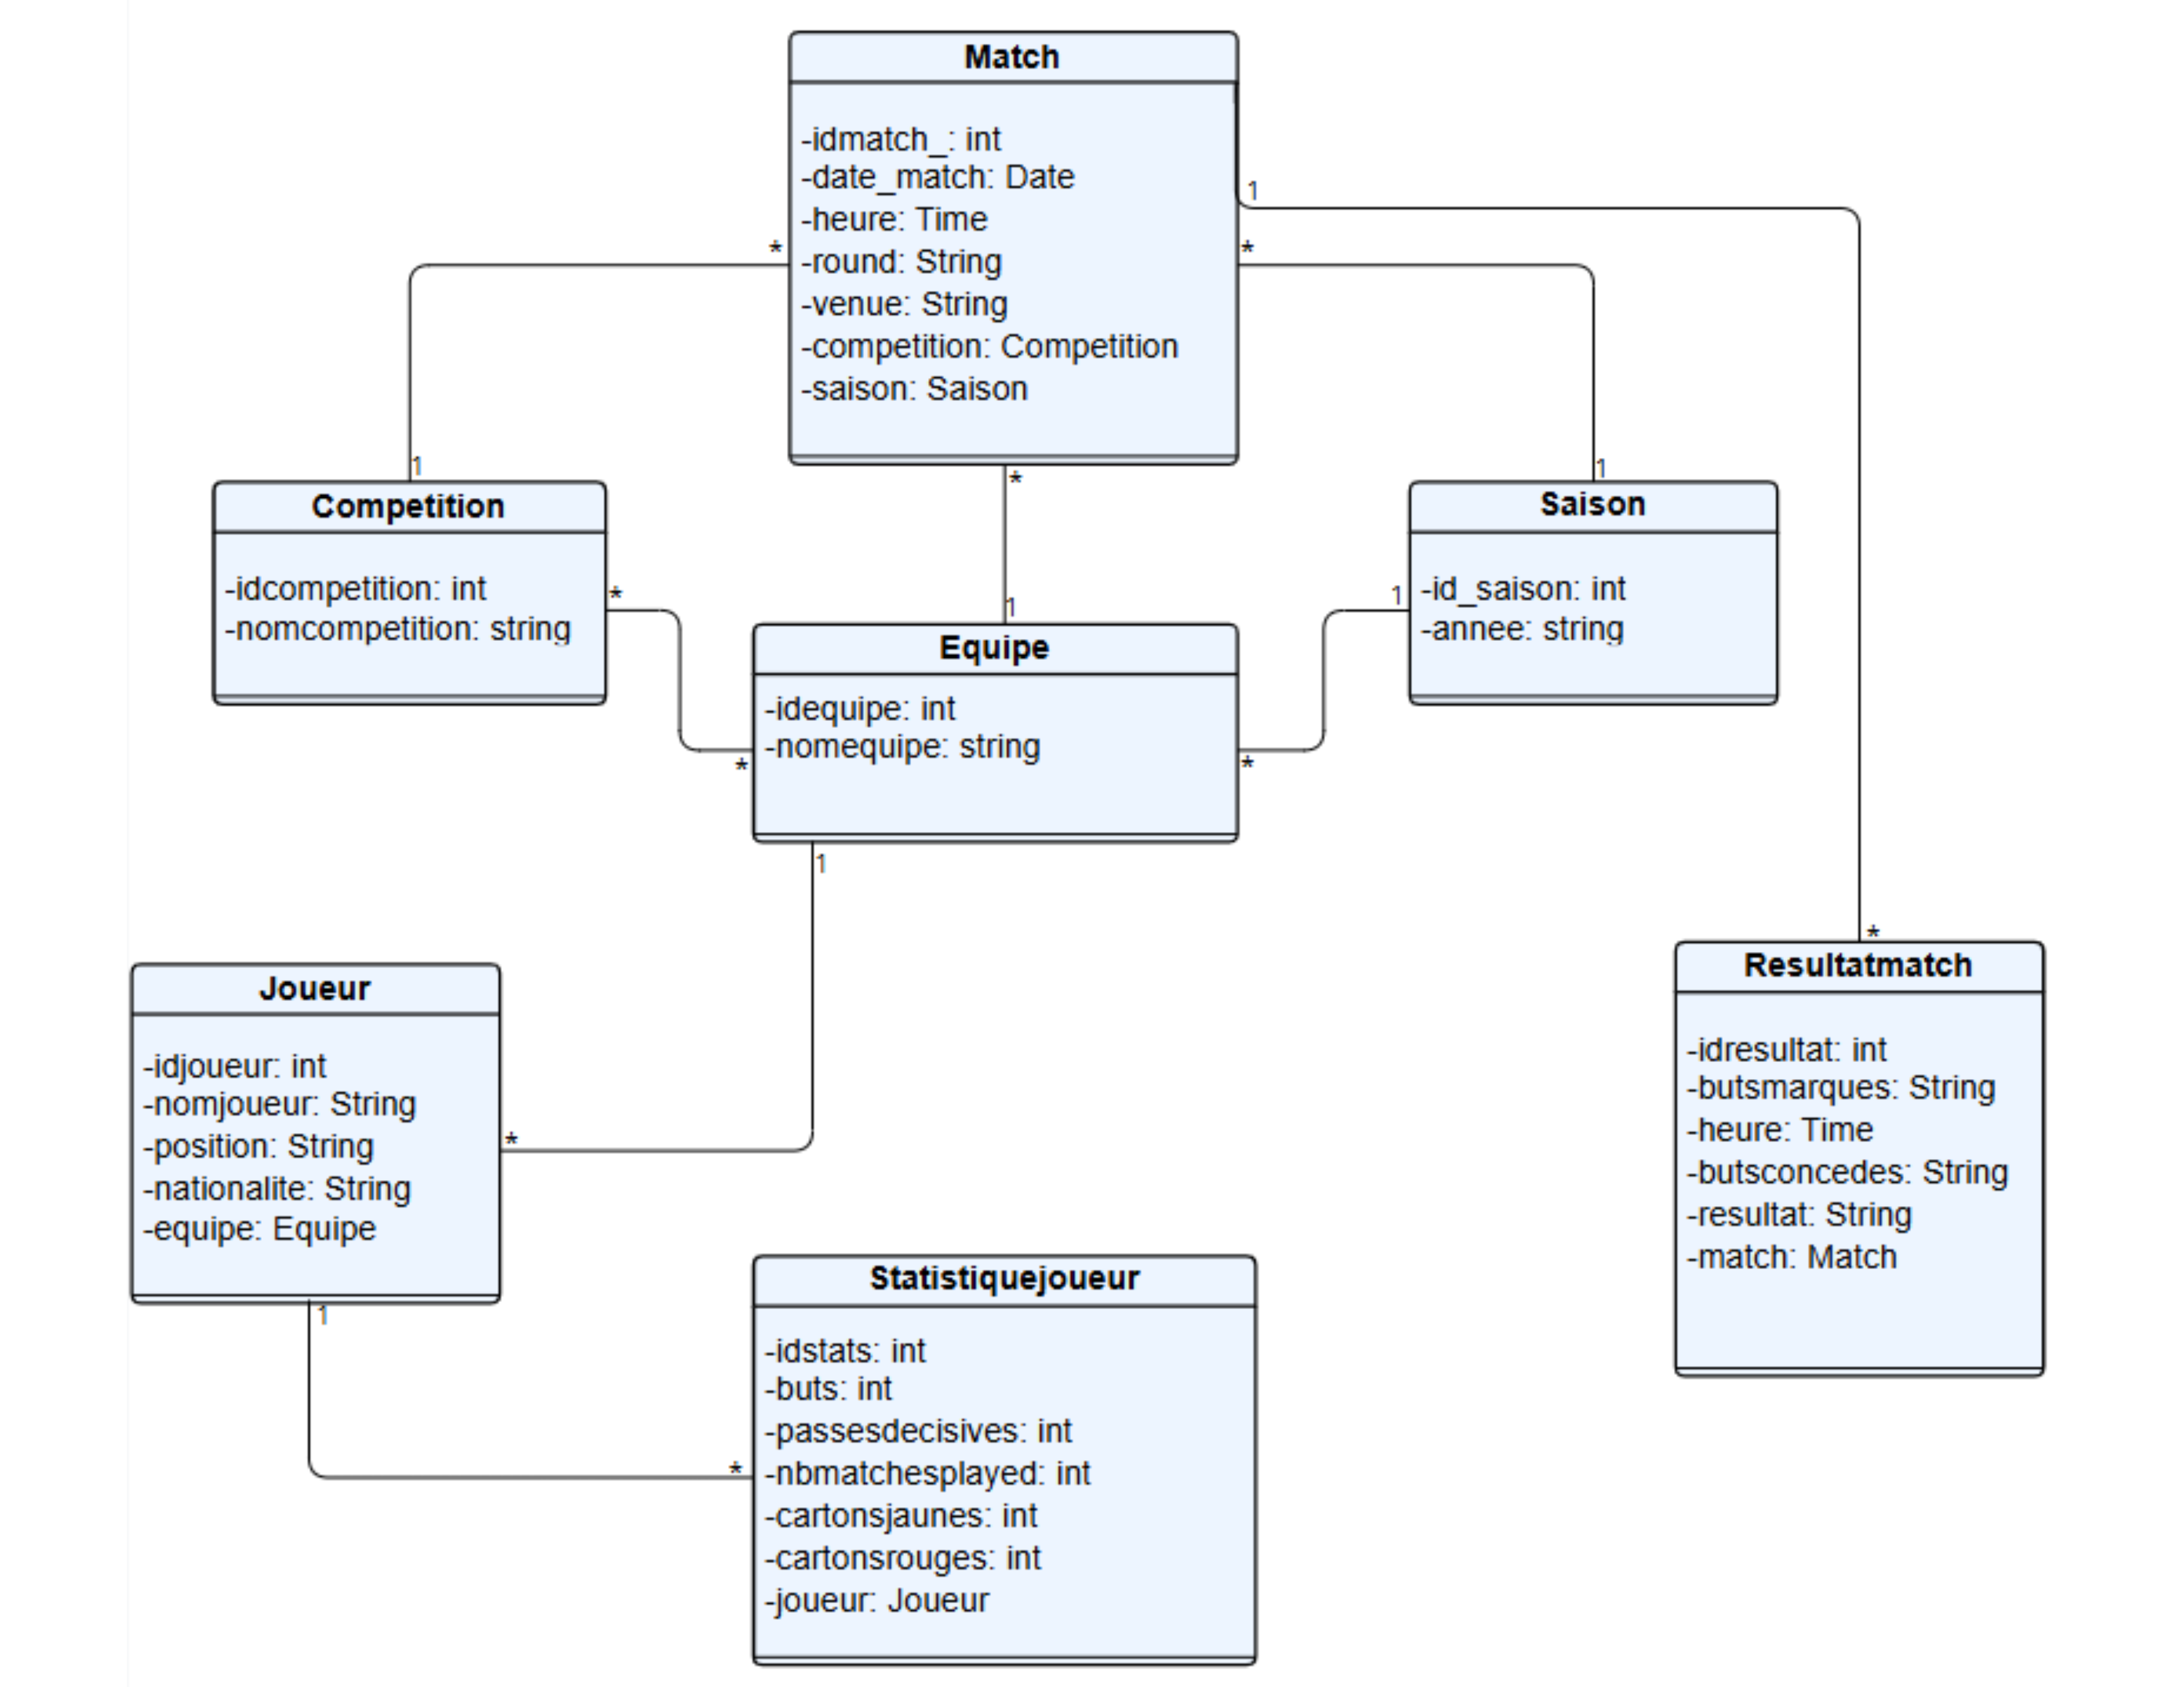 Match
-idmatch_: int
-date_match: Date
-heure: Time
-round: String
-venue: String
-competition: Competition
-saison: Saison
1
*
*
1
1
*
Competition
-idcompetition: int
-nomcompetition: string
*
Saison
-id_saison: int
-annee: string
1
1
Equipe
-idequipe: int
-nomequipe: string
*
*
1
Joueur
-idjoueur: int
-nomjoueur: String
-position: String
-nationalite: String
-equipe: Equipe
*
1
*
Resultatmatch
-idresultat: int
-butsmarques: String
-heure: Time
-butsconcedes: String
-resultat: String
-match: Match
Statistiquejoueur
-idstats: int
-buts: int
-passesdecisives: int
-nbmatchesplayed: int
-cartonsjaunes: int
-cartonsrouges: int
-joueur: Joueur
*